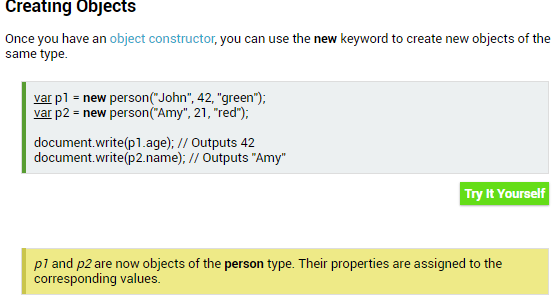 Creating Objects
Once you have an object constructor, you can use the new keyword to create new objects of the
same type.
var p1 = new person("John", 42, "green");
var p2 = new person("Amy", 21, "red");
document.write(p1.age); // Outputs 42
document.write(p2.name); // Outputs "Amy"
Try It Yourself
p1 and p2 are now objects of the person type. Their properties are assigned to the
corresponding values.